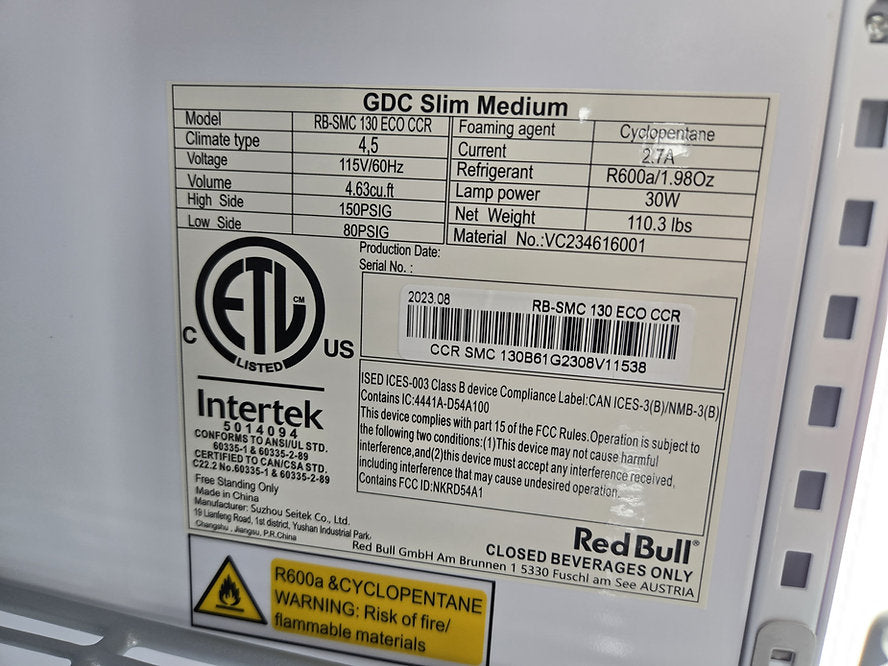 GDC Slim Medium
Model RB-SMC 130 ECO CCR Foaming agent Cyclopentane
Climate type 4,5 Current 2.7A
Voltage 115V/60Hz Refrigerant R600a/1.98Oz
Volume 4.63cu.ft Lamp power 30W
High Side 150PSIG Net Weight 110.3 lbs
Low Side 80PSIG Material No.:VC234616001
Production Date:
Serial No. :
2023.08 RB-SMC 130 ECO CCR
CCR SMC 130B61G2308V11538
ETL CM
C US
LISTED
Intertek
5014094
CONFORMS TO ANSI/UL STD.
60335-1 & 60335-2-89
CERTIFIED TO CAN/CSA STD.
C22.2 No.60335-1 & 60335-2-89
Free Standing Only
Made in China
Manufacturer: Suzhou Seitek Co., Ltd.
19 Lianfeng Road, 1st district, Yushan Industrial Park,
Changshu , Jiangsu, P.R.China
ISED ICES-003 Class B device Compliance Label:CAN ICES-3(B)/NMB-3(B)
Contains IC:4441A-D54A100
This device complies with part 15 of the FCC Rules.Operation is subject to
the following two conditions:(1)This device may not cause harmful
interference,and(2)this device must accept any interference received,
including interference that may cause undesired operation.
Contains FCC ID:NKRD54A1
Red Bull®
CLOSED BEVERAGES ONLY
Red Bull GmbH Am Brunnen 1 5330 Fuschl am See AUSTRIA
R600a &CYCLOPENTANE
WARNING: Risk of fire/
flammable materials